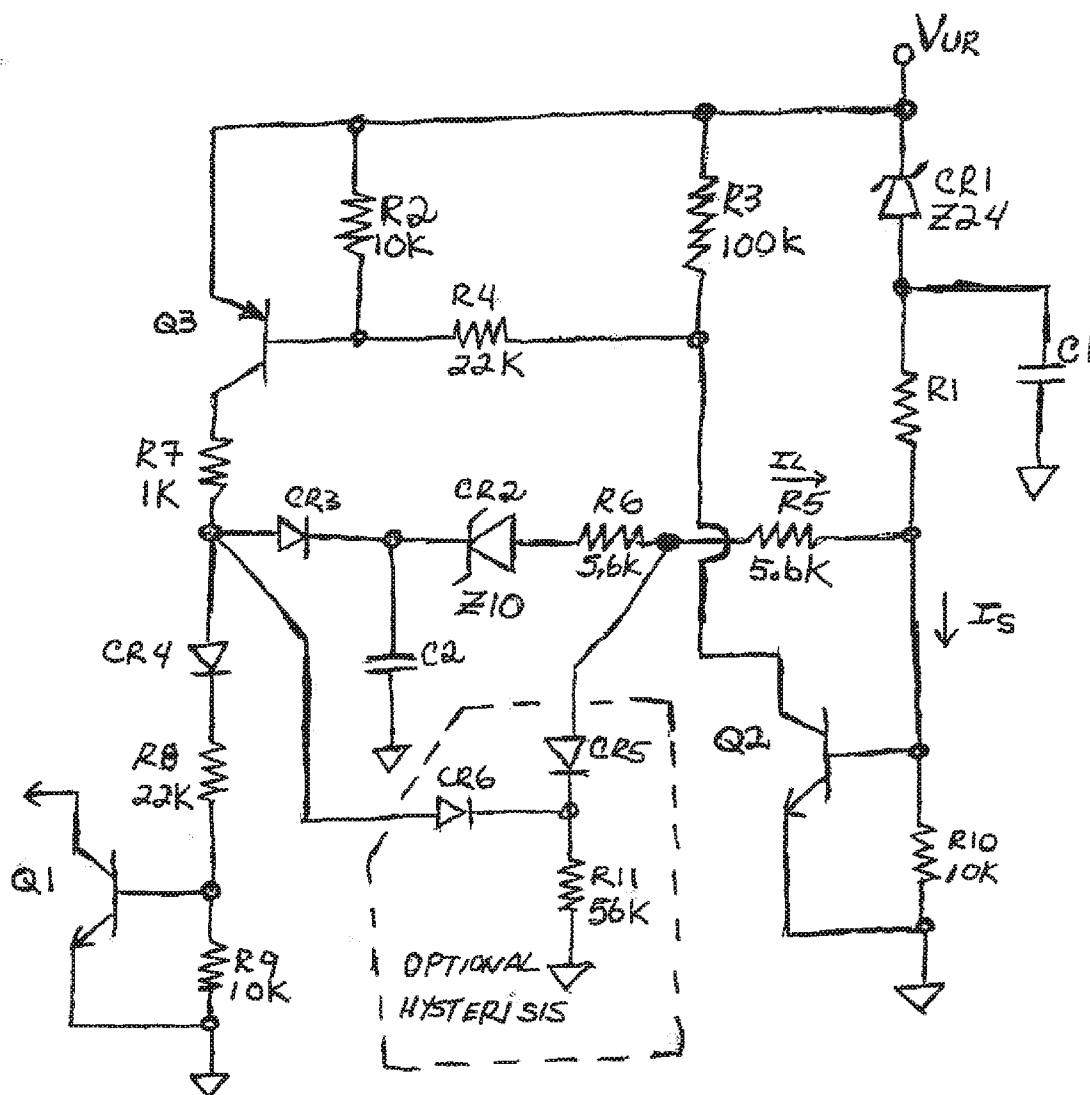 VUR
CR1
Z24
R2
10K
R3
100K
R4
22K
Q3
C1
R1
R7
1K
CR3
CR2
Z10
R6
5.6K
IL
R5
5.6K
IS
CR4
C2
R8
22K
CR6
CR5
Q2
R10
10K
Q1
R11
56K
R9
10K
OPTIONAL
HYSTERISIS